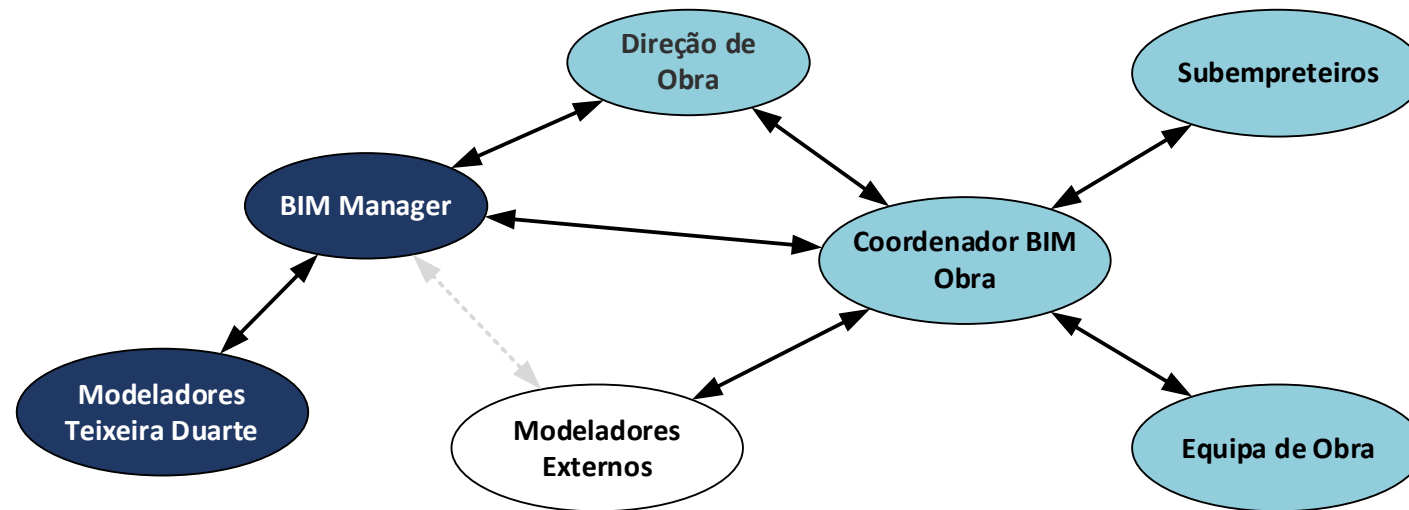 Direção de
Obra
Subempreteiros
BIM Manager
Coordenador BIM
Obra
Modeladores
Teixeira Duarte
Modeladores
Externos
Equipa de Obra